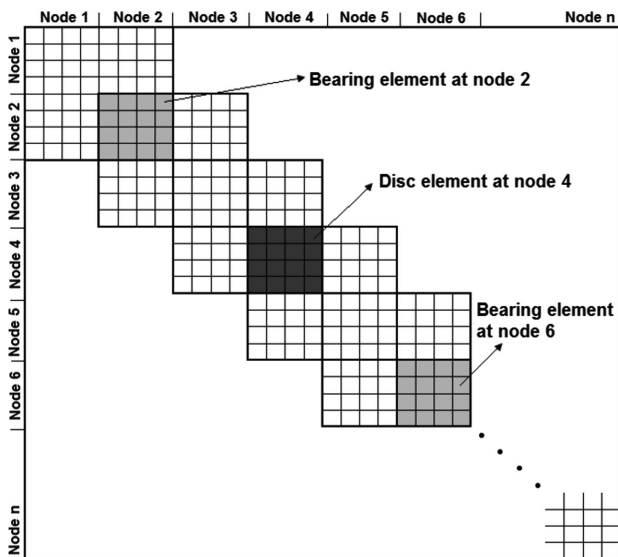 Node 1 | Node 2 | Node 3 | Node 4 | Node 5 | Node 6 | Node n
Node 1
Node 2
Node 3
Node 4
Node 5
Node 6
Node n
Bearing element at node 2
Disc element at node 4
Bearing element
at node 6